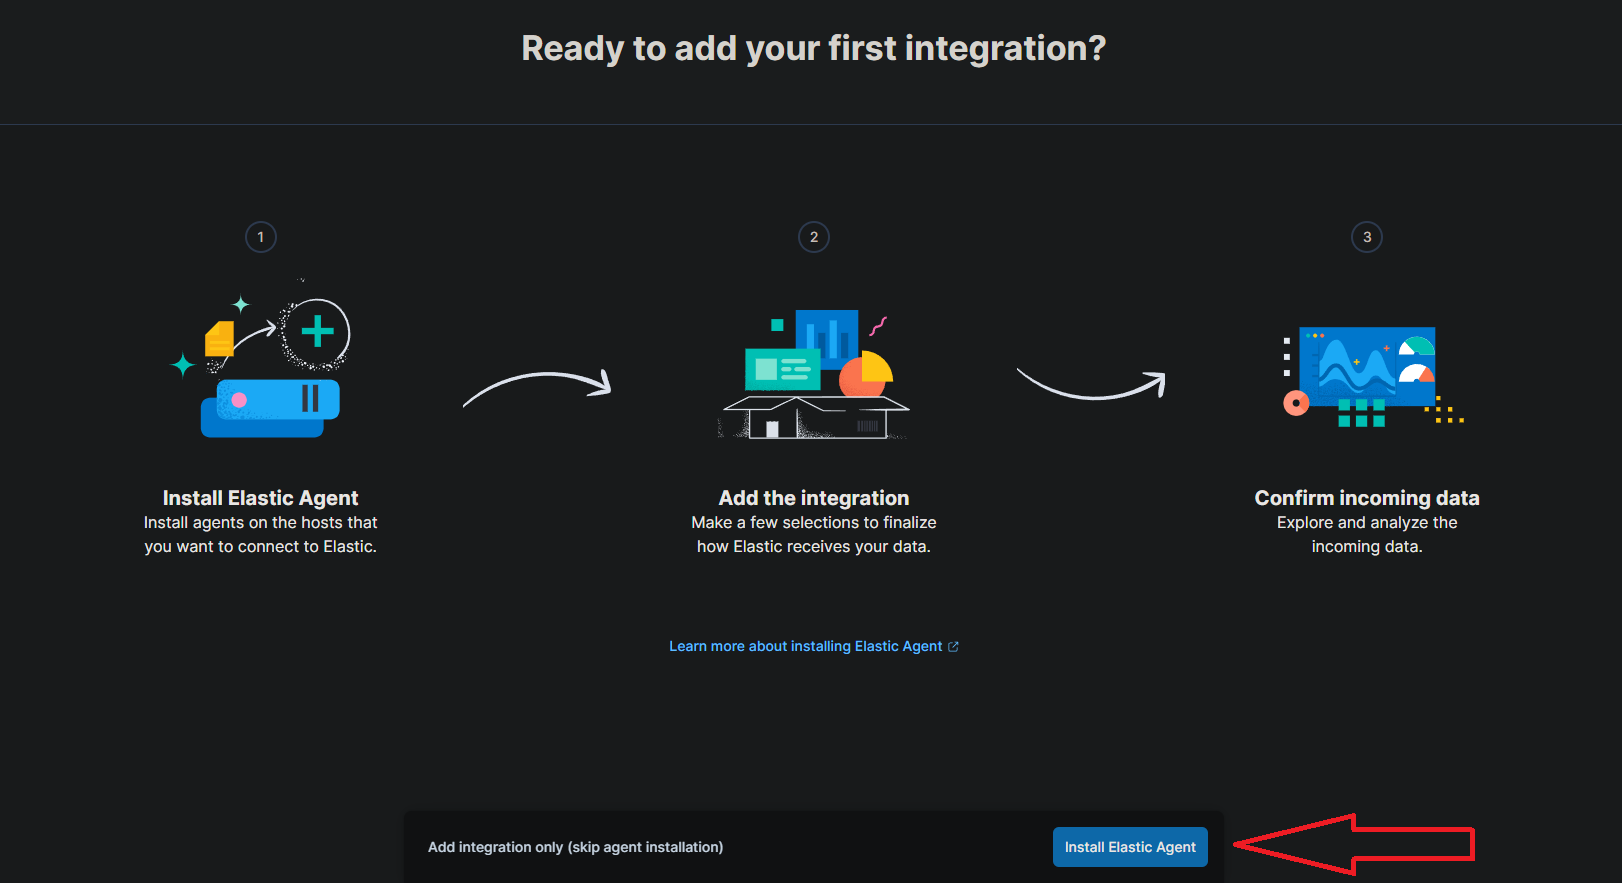 Ready to add your first integration?
1
2
3
Install Elastic Agent
Install agents on the hosts that
you want to connect to Elastic.
Add the integration
Make a few selections to finalize
how Elastic receives your data.
Confirm incoming data
Explore and analyze the
incoming data.
Learn more about installing Elastic Agent
Add integration only (skip agent installation)
Install Elastic Agent